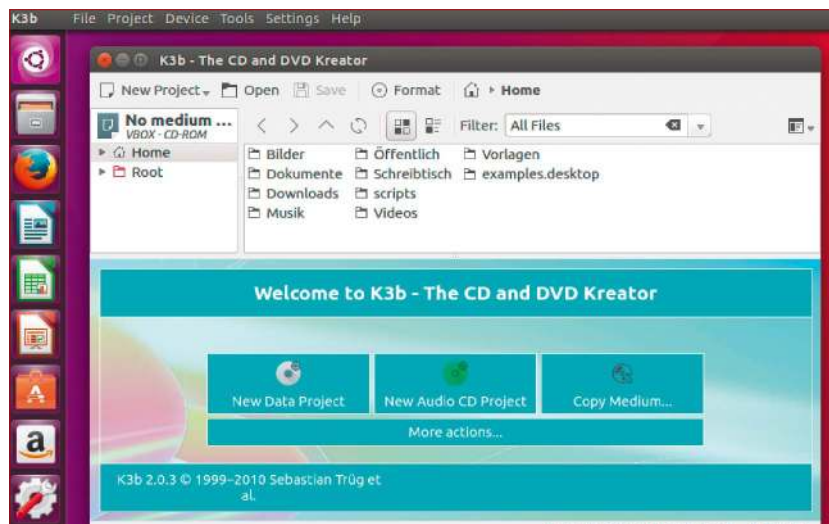 K3b File Project Device Tools Settings Help
K3b - The CD and DVD Kreator
New Project Open Save Format Home
No medium ...
VBOX - CD-ROM
Filter: All Files
Home
Root
Bilder Öffentlich Vorlagen
Dokumente Schreibtisch examples.desktop
Downloads scripts
Musik Videos
Welcome to K3b - The CD and DVD Kreator
New Data Project New Audio CD Project Copy Medium...
More actions...
K3b 2.0.3 © 1999–2010 Sebastian Trüg et
al.
a